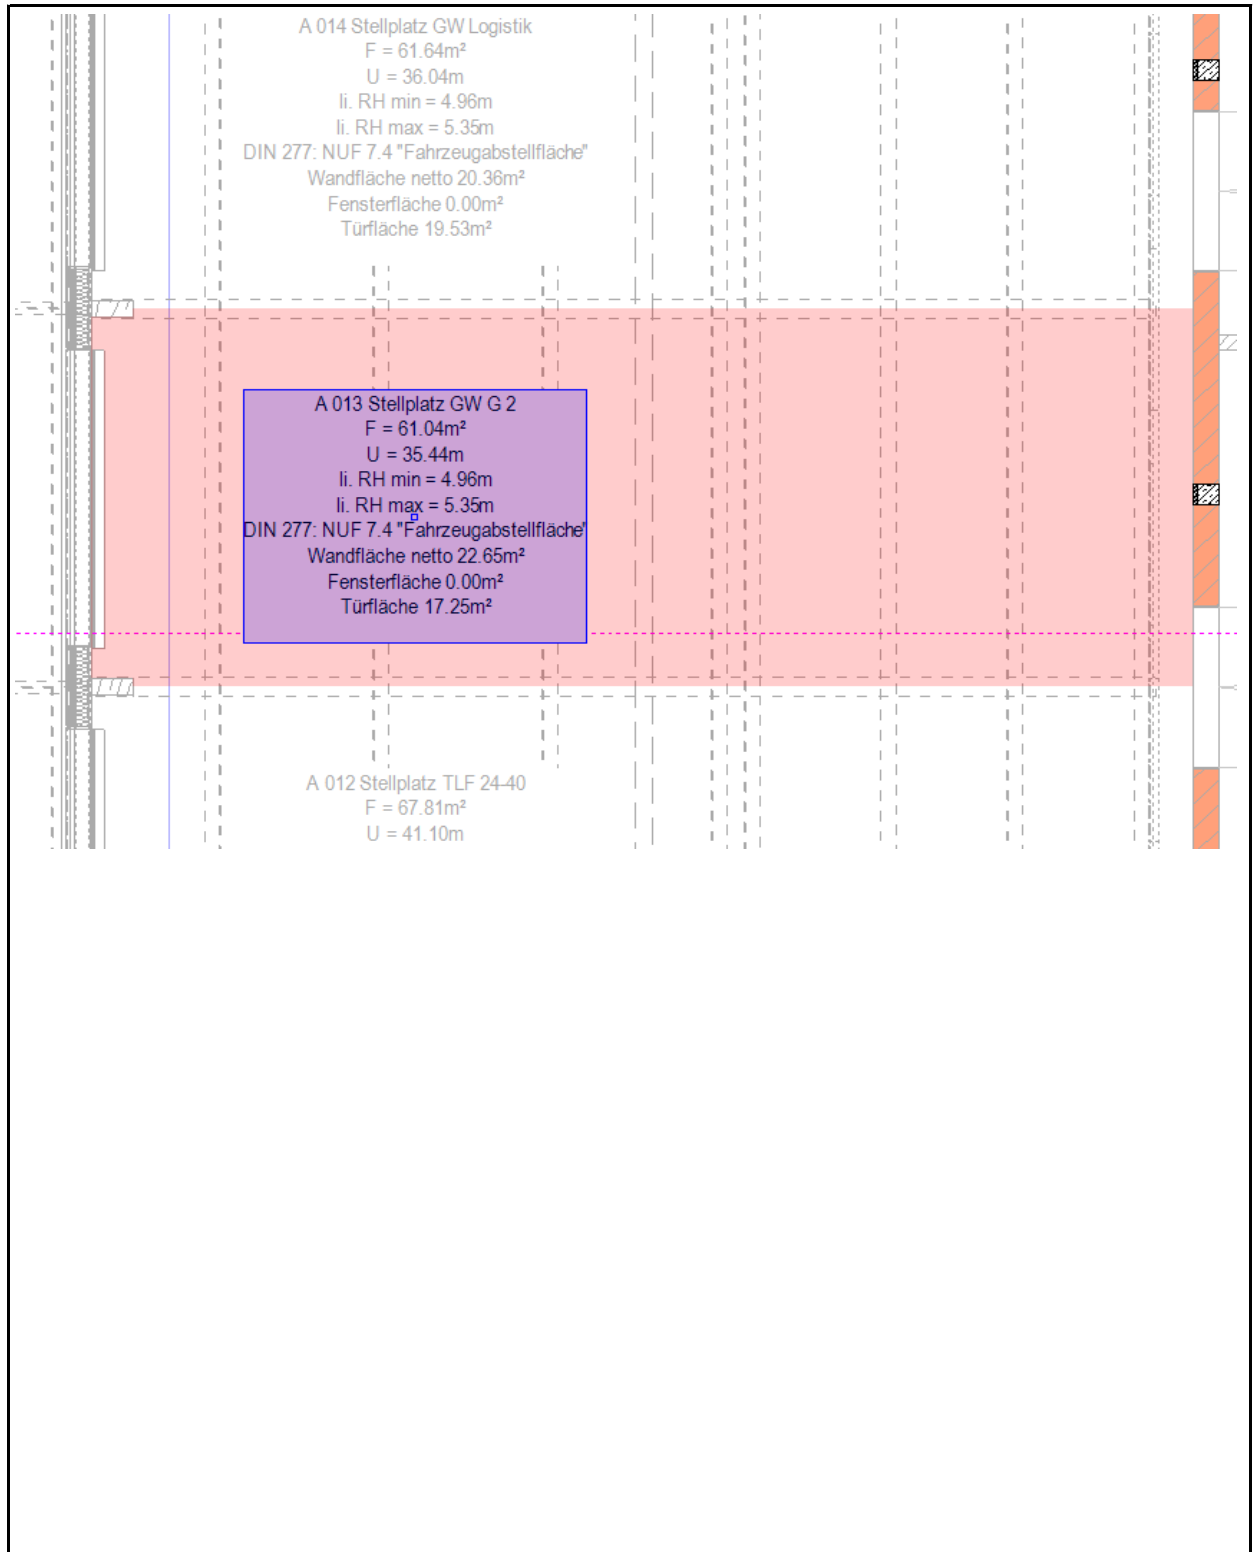 A 014 Stellplatz GW Logistik
F = 61.64m²
U = 36.04m
li. RH min = 4.96m
li. RH max = 5.35m
DIN 277: NUF 7.4 "Fahrzeugabstellfläche"
Wandfläche netto 20.36m²
Fensterfläche 0.00m²
Türfläche 19.53m²
A 013 Stellplatz GW G 2
F = 61.04m²
U = 35.44m
li. RH min = 4.96m
li. RH max = 5.35m
DIN 277: NUF 7.4 "Fahrzeugabstellfläche"
Wandfläche netto 22.65m²
Fensterfläche 0.00m²
Türfläche 17.25m²
A 012 Stellplatz TLF 24-40
F = 67.81m²
U = 41.10m